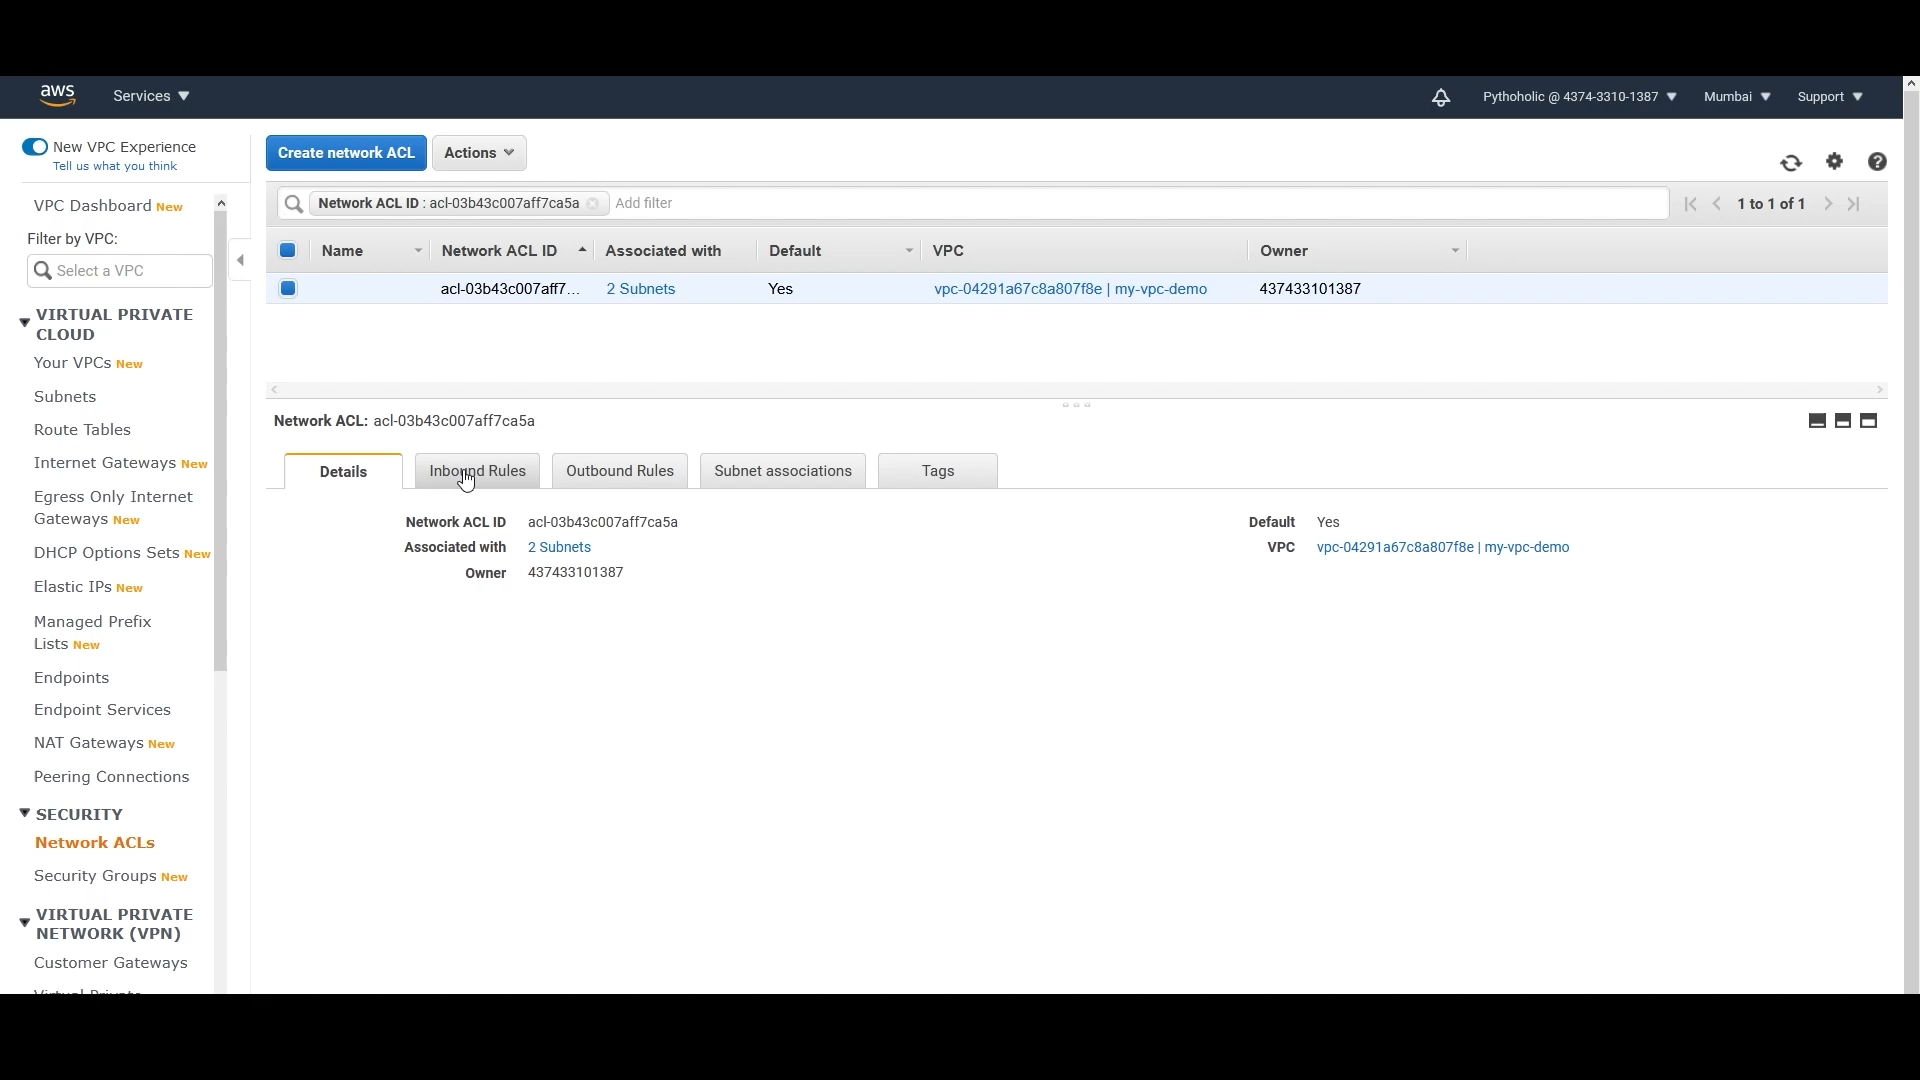 aws
Services
Pythoholic @ 4374-3310-1387
Mumbai
Support
New VPC Experience
Tell us what you think
Create network ACL
Actions
VPC Dashboard New
Filter by VPC:
Select a VPC
VIRTUAL PRIVATE
CLOUD
Your VPCs New
Subnets
Route Tables
Internet Gateways New
Egress Only Internet
Gateways New
DHCP Options Sets New
Elastic IPs New
Managed Prefix
Lists New
Endpoints
Endpoint Services
NAT Gateways New
Peering Connections
SECURITY
Network ACLs
Security Groups New
VIRTUAL PRIVATE
NETWORK (VPN)
Customer Gateways
Virtual Private
Network ACL ID : acl-03b43c007aff7ca5a Add filter
1 to 1 of 1
Name Network ACL ID Associated with Default VPC Owner
acl-03b43c007aff7... 2 Subnets Yes vpc-04291a67c8a807f8e | my-vpc-demo 437433101387
Network ACL: acl-03b43c007aff7ca5a
Details Inbound Rules Outbound Rules Subnet associations Tags
Network ACL ID acl-03b43c007aff7ca5a
Associated with 2 Subnets
Owner 437433101387
Default Yes
VPC vpc-04291a67c8a807f8e | my-vpc-demo